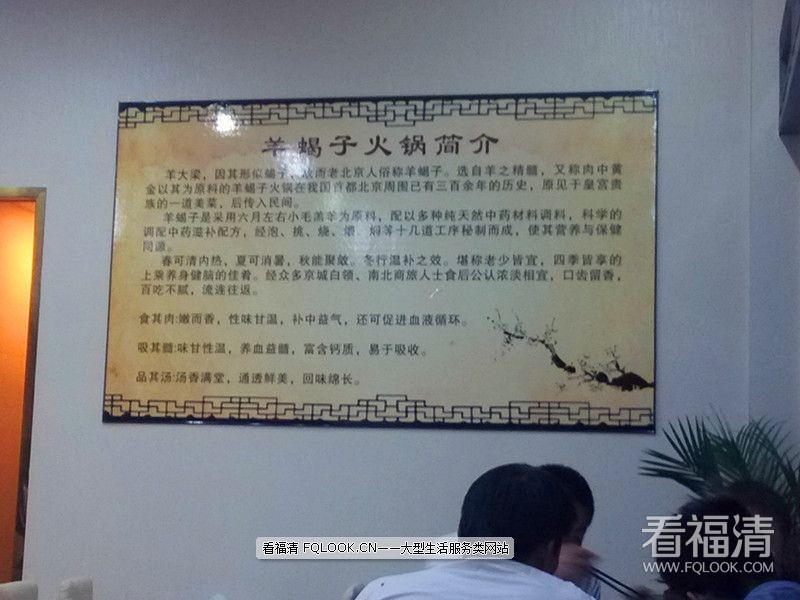 羊蝎子火锅简介
羊大梁，因其形似蝎子，故而老北京人俗称羊蝎子。选自羊之精髓，又称肉中黄
金以其为原料的羊蝎子火锅在我国首都北京周围已有三百余年的历史，原见于皇宫贵
族的一道美菜，后传入民间。
羊蝎子是采用六月左右小毛羔羊为原料，配以多种纯天然中药材料调料，科学的
调配中药滋补配方，经泡、挑、烧、煨、焖等十几道工序秘制而成，使其营养与保健
同源。
春可清内热，夏可消暑，秋能聚敛。冬行温补之效。堪称老少皆宜，四季皆享的
上乘养身健脑的佳肴。经众多京城白领、南北商旅人士食后公认浓淡相宜，口齿留香，
百吃不腻，流连往返。
食其肉:嫩而香，性味甘温，补中益气，还可促进血液循环。
吸其髓:味甘性温，养血益髓，富含钙质，易于吸收。
品其汤:汤香满堂，通透鲜美，回味绵长。
看福清 FQLOOK.CN——大型生活服务类网站
看福清
WWW.FQLOOK.COM